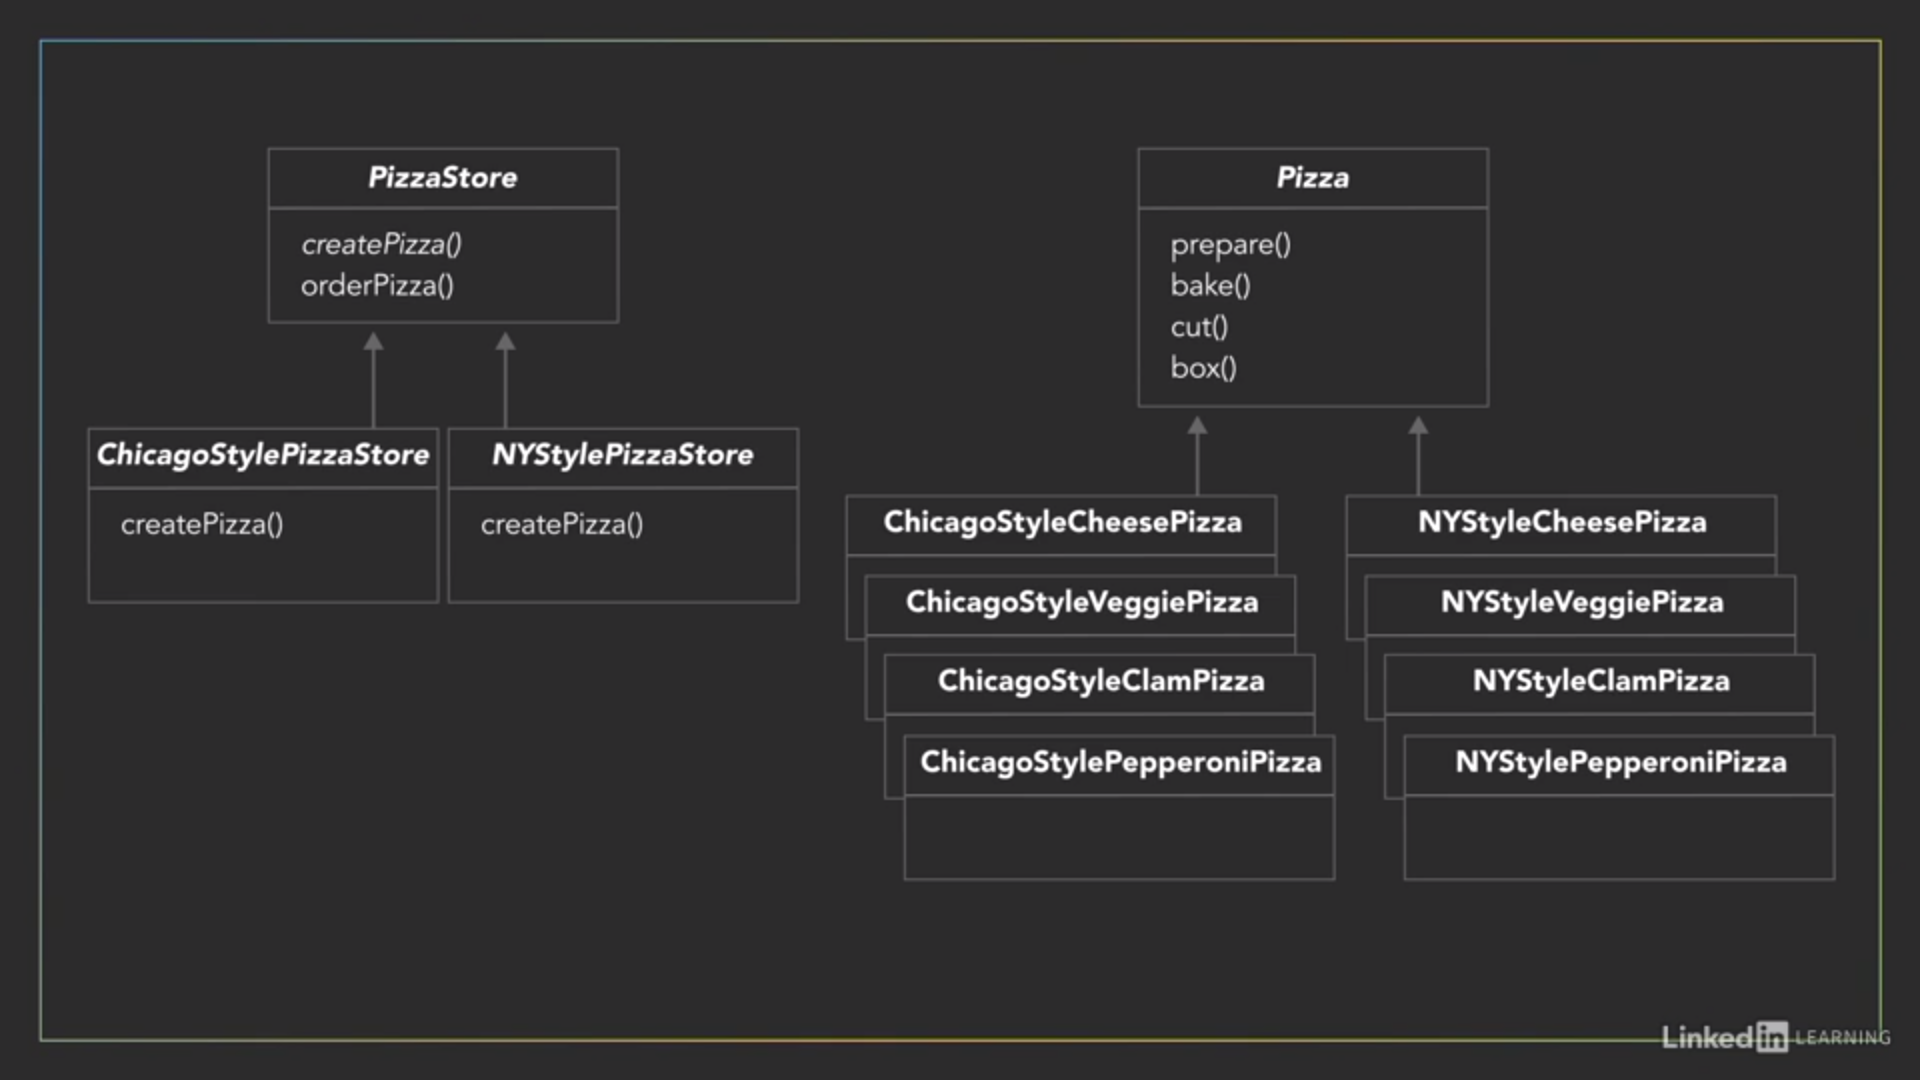 PizzaStore
createPizza()
orderPizza()
ChicagoStylePizzaStore
createPizza()
NYStylePizzaStore
createPizza()
Pizza
prepare()
bake()
cut()
box()
ChicagoStyleCheesePizza
ChicagoStyleVeggiePizza
ChicagoStyleClamPizza
ChicagoStylePepperoniPizza
NYStyleCheesePizza
NYStyleVeggiePizza
NYStyleClamPizza
NYStylePepperoniPizza
Linked in LEARNING